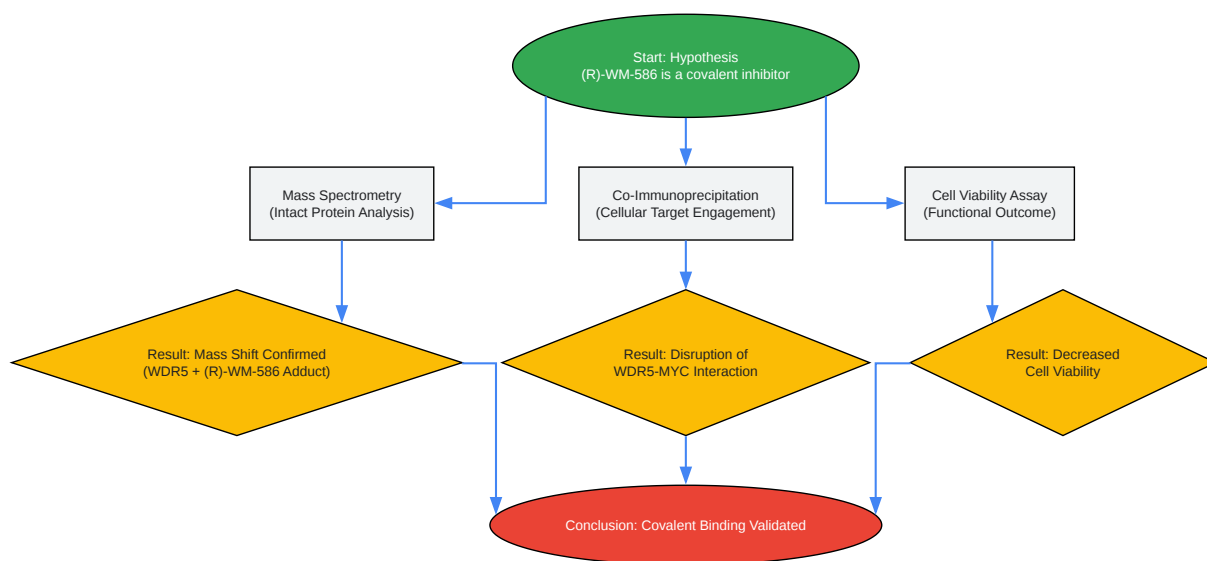 Start: Hypothesis
(R)-WM-586 is a covalent inhibitor
Mass Spectrometry
(Intact Protein Analysis)
Co-Immunoprecipitation
(Cellular Target Engagement)
Cell Viability Assay
(Functional Outcome)
Result: Mass Shift Confirmed
(WDR5 + (R)-WM-586 Adduct)
Result: Disruption of
WDR5-MYC Interaction
Result: Decreased
Cell Viability
Conclusion: Covalent Binding Validated